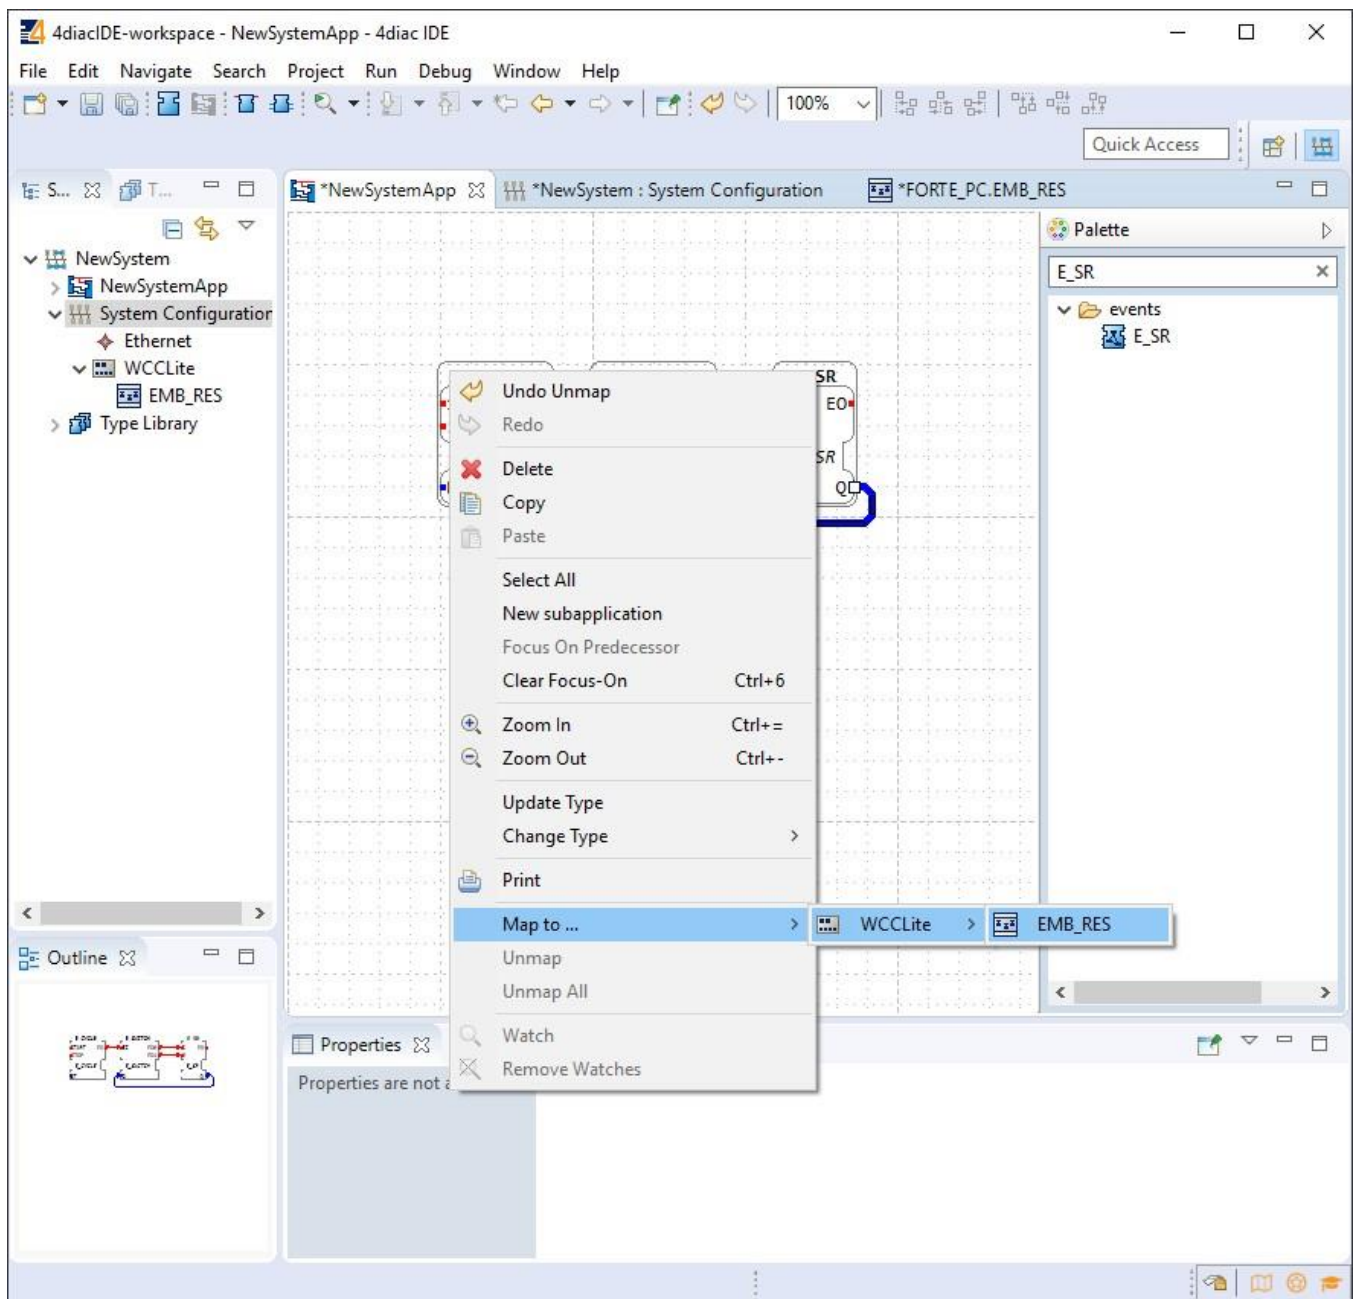 4diacIDE-workspace - NewSystemApp - 4diac IDE
File Edit Navigate Search Project Run Debug Window Help
100%
Quick Access
S... T...
*NewSystemApp *NewSystem : System Configuration *FORTE_PC.EMB_RES
NewSystem
NewSystemApp
System Configuration
Ethernet
WCCLite
EMB_RES
Type Library
Palette
E_SR
events
E_SR
SR
EO
SR
Q
Undo Unmap
Redo
Delete
Copy
Paste
Select All
New subapplication
Focus On Predecessor
Clear Focus-On Ctrl+6
Zoom In Ctrl+=
Zoom Out Ctrl+-
Update Type
Change Type
Print
Map to ... WCCLite EMB_RES
Unmap
Unmap All
Watch
Remove Watches
Outline
Properties
Properties are not a